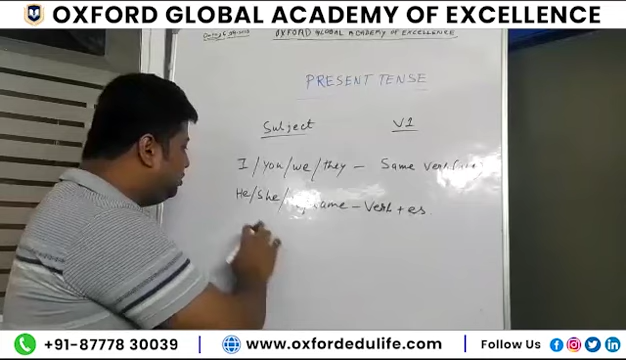 OXFORD GLOBAL ACADEMY OF EXCELLENCE
OXFORD GLOBAL ACADEMY OF EXCELLENCE
PRESENT TENSE
Subject V1
I/you/we/they - Same Verb
He/She/ name - Verb + es.
+91-87778 30039 | www.oxfordedulife.com | Follow Us